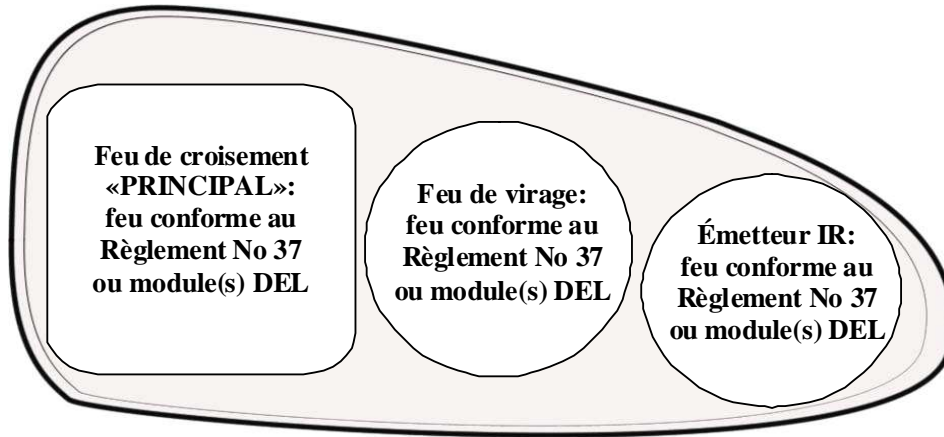 Feu de croisement
«PRINCIPAL»:
feu conforme au
Règlement No 37
ou module(s) DEL
Feu de virage:
feu conforme au
Règlement No 37
ou module(s) DEL
Émetteur IR:
feu conforme au
Règlement No 37
ou module(s) DEL